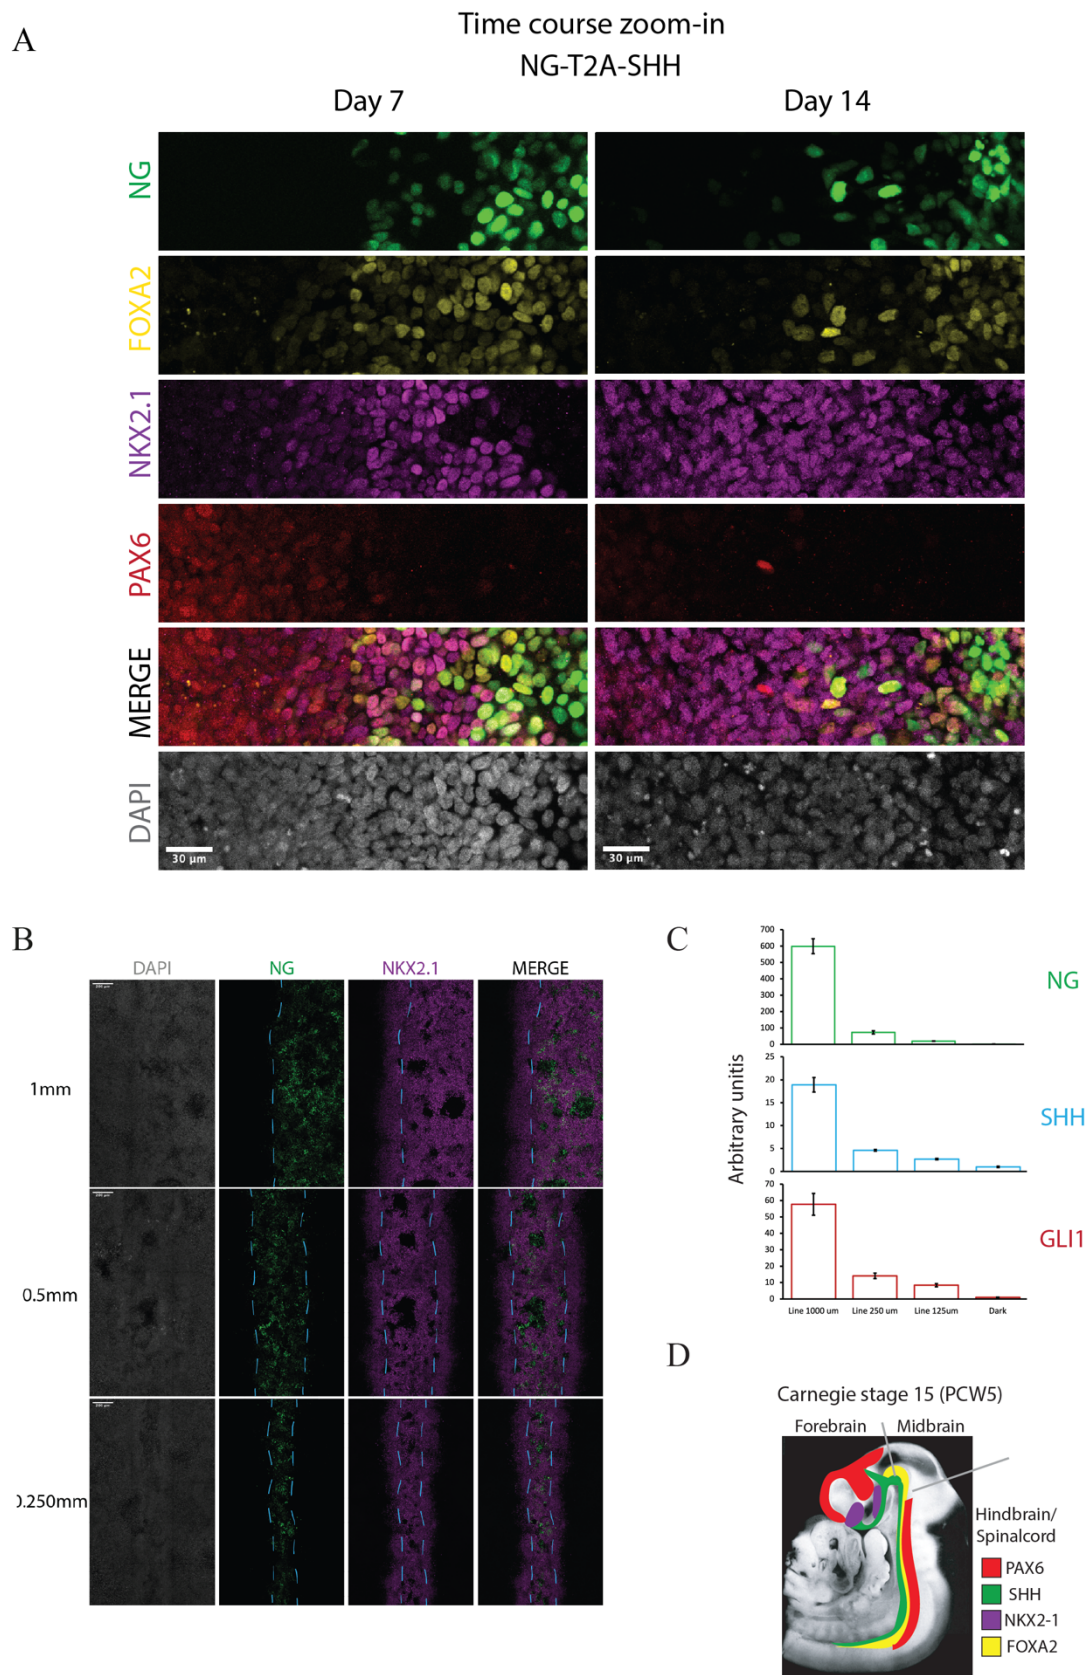 A
Time course zoom-in
NG-T2A-SHH
Day 7
Day 14
NG
FOXA2
NKX2.1
PAX6
MERGE
DAPI
30 µm
30 µm
B
DAPI
NG
NKX2.1
MERGE
1mm
0.5mm
0.250mm
C
Arbitrary unitis
700
600
500
400
300
200
100
0
NG
25
20
15
10
5
0
SHH
70
60
50
40
30
20
10
0
GLI1
Line 1000 um
Line 250 um
Line 125um
Dark
D
Carnegie stage 15 (PCW5)
Forebrain
Midbrain
Hindbrain/
Spinalcord
PAX6
SHH
NKX2-1
FOXA2